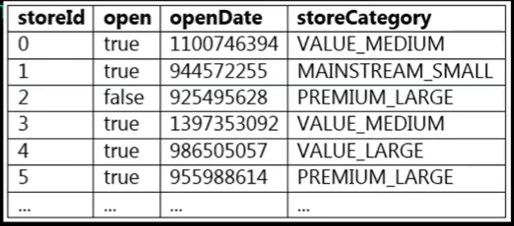 storeId open openDate storeCategory
0 true 1100746394 VALUE_MEDIUM
1 true 944572255 MAINSTREAM_SMALL
2 false 925495628 PREMIUM_LARGE
3 true 1397353092 VALUE_MEDIUM
4 true 986505057 VALUE_LARGE
5 true 955988614 PREMIUM_LARGE
... ... ... ...